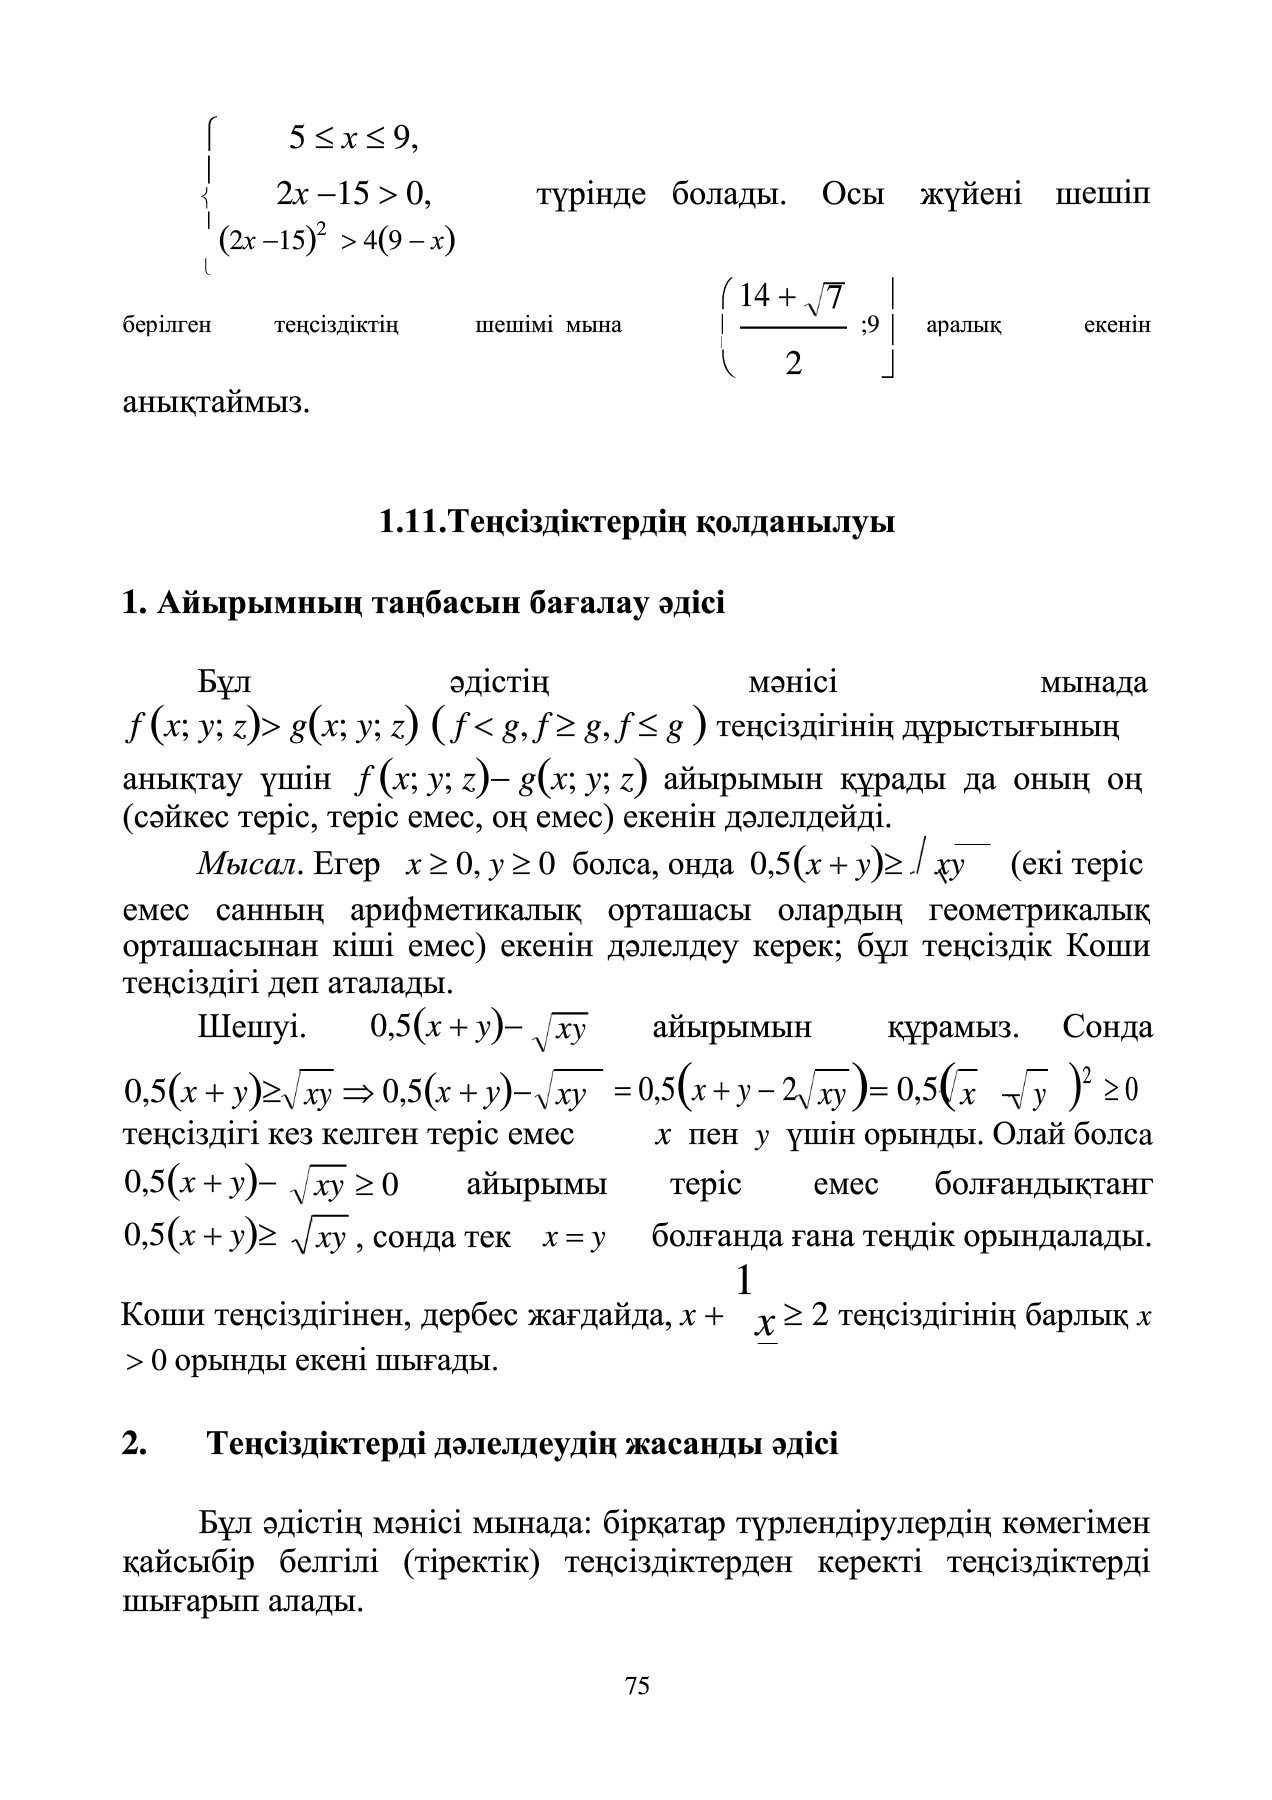 5 ≤ x ≤ 9,
2x −15 > 0, түрінде болады. Осы жүйені шешіп
(2x −15)² > 4(9 − x)
берілген теңсіздіктің шешімі мына ( (14 + √7)/2 ;9 ] аралық екенін
анықтаймыз.
1.11.Теңсіздіктердің қолданылуы
1. Айырымның таңбасын бағалау әдісі
Бұл әдістің мәнісі мынада
f (x; y; z)> g(x; y; z) ( f < g, f ≥ g, f ≤ g ) теңсіздігінің дұрыстығының
анықтау үшін f (x; y; z)− g(x; y; z) айырымын құрады да оның оң
(сәйкес теріс, теріс емес, оң емес) екенін дәлелдейді.
Мысал. Егер x ≥ 0, y ≥ 0 болса, онда 0,5(x + y)≥ √xy (екі теріс
емес санның арифметикалық орташасы олардың геометрикалық
орташасынан кіші емес) екенін дәлелдеу керек; бұл теңсіздік Коши
теңсіздігі деп аталады.
Шешуі. 0,5(x + y)− √xy айырымын құрамыз. Сонда
0,5(x + y)≥√xy ⇒ 0,5(x + y)−√xy = 0,5(x + y − 2√xy)= 0,5(√x −√y )² ≥ 0
теңсіздігі кез келген теріс емес x пен y үшін орынды. Олай болса
0,5(x + y)− √xy ≥ 0 айырымы теріс емес болғандықтанг
0,5(x + y)≥ √xy , сонда тек x = y болғанда ғана теңдік орындалады.
Коши теңсіздігінен, дербес жағдайда, x + 1/x ≥ 2 теңсіздігінің барлық x
> 0 орынды екені шығады.
2. Теңсіздіктерді дәлелдеудің жасанды әдісі
Бұл әдістің мәнісі мынада: бірқатар түрлендірулердің көмегімен
қайсыбір белгілі (тіректік) теңсіздіктерден керекті теңсіздіктерді
шығарып алады.
75